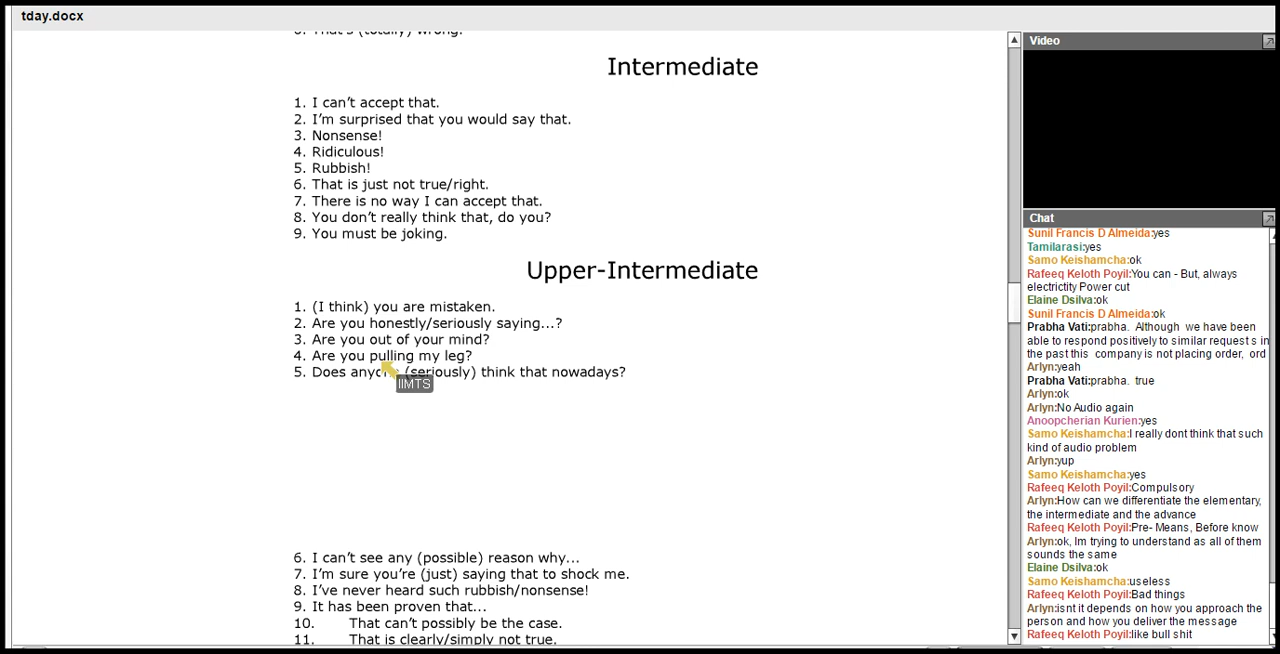 tday.docx
6. That's (totally) wrong.
Intermediate
1. I can't accept that.
2. I'm surprised that you would say that.
3. Nonsense!
4. Ridiculous!
5. Rubbish!
6. That is just not true/right.
7. There is no way I can accept that.
8. You don't really think that, do you?
9. You must be joking.
Upper-Intermediate
1. (I think) you are mistaken.
2. Are you honestly/seriously saying...?
3. Are you out of your mind?
4. Are you pulling my leg?
5. Does anyone (seriously) think that nowadays?
IIMTS
6. I can't see any (possible) reason why...
7. I'm sure you're (just) saying that to shock me.
8. I've never heard such rubbish/nonsense!
9. It has been proven that...
10. That can't possibly be the case.
11. That is clearly/simply not true.
Video
Chat
Sunil Francis D Almeida:yes
Tamilarasi:yes
Samo Keishamcha:ok
Rafeeq Keloth Poyil:You can - But, always
electrictity Power cut
Elaine Dsilva:ok
Sunil Francis D Almeida:ok
Prabha Vati:prabha. Although we have been
able to respond positively to similar request s in
the past this company is not placing order, ord
Arlyn:yeah
Prabha Vati:prabha. true
Arlyn:ok
Arlyn:No Audio again
Anoopcherian Kurien:yes
Samo Keishamcha:I really dont think that such
kind of audio problem
Arlyn:yup
Samo Keishamcha:yes
Rafeeq Keloth Poyil:Compulsory
Arlyn:How can we differentiate the elementary,
the intermediate and the advance
Rafeeq Keloth Poyil:Pre- Means, Before know
Arlyn:ok, Im trying to understand as all of them
sounds the same
Elaine Dsilva:ok
Samo Keishamcha:useless
Rafeeq Keloth Poyil:Bad things
Arlyn:isnt it depends on how you approach the
person and how you deliver the message
Rafeeq Keloth Poyil:like bull shit